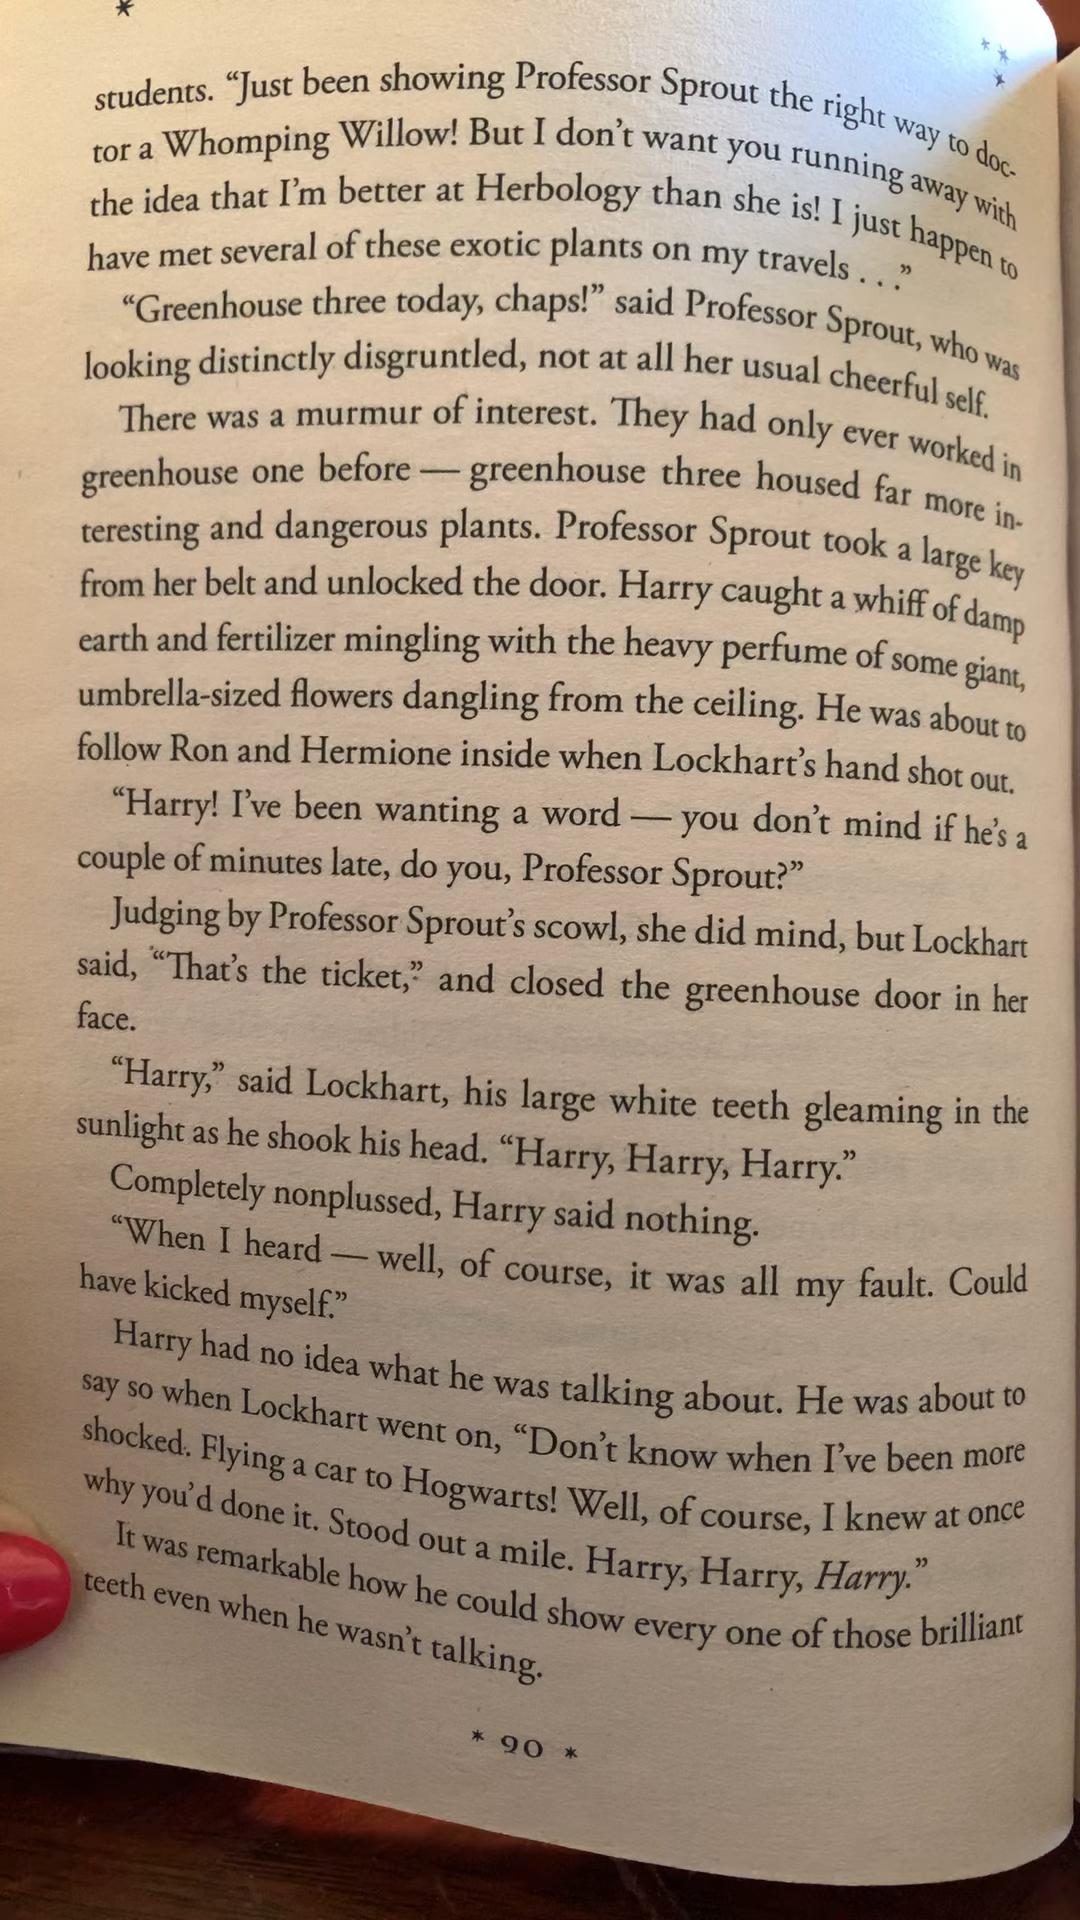 students. “Just been showing Professor Sprout the right way to doc-
tor a Whomping Willow! But I don’t want you running away with
the idea that I’m better at Herbology than she is! I just happen to
have met several of these exotic plants on my travels . . .”
“Greenhouse three today, chaps!” said Professor Sprout, who was
looking distinctly disgruntled, not at all her usual cheerful self.
There was a murmur of interest. They had only ever worked in
greenhouse one before — greenhouse three housed far more in-
teresting and dangerous plants. Professor Sprout took a large key
from her belt and unlocked the door. Harry caught a whiff of damp
earth and fertilizer mingling with the heavy perfume of some giant,
umbrella-sized flowers dangling from the ceiling. He was about to
follow Ron and Hermione inside when Lockhart’s hand shot out.
“Harry! I’ve been wanting a word — you don’t mind if he’s a
couple of minutes late, do you, Professor Sprout?”
Judging by Professor Sprout’s scowl, she did mind, but Lockhart
said, “That’s the ticket,” and closed the greenhouse door in her
face.
“Harry,” said Lockhart, his large white teeth gleaming in the
sunlight as he shook his head. “Harry, Harry, Harry.”
Completely nonplussed, Harry said nothing.
“When I heard — well, of course, it was all my fault. Could
have kicked myself.”
Harry had no idea what he was talking about. He was about to
say so when Lockhart went on, “Don’t know when I’ve been more
shocked. Flying a car to Hogwarts! Well, of course, I knew at once
why you’d done it. Stood out a mile. Harry, Harry, Harry.”
It was remarkable how he could show every one of those brilliant
teeth even when he wasn’t talking.
* 90 *